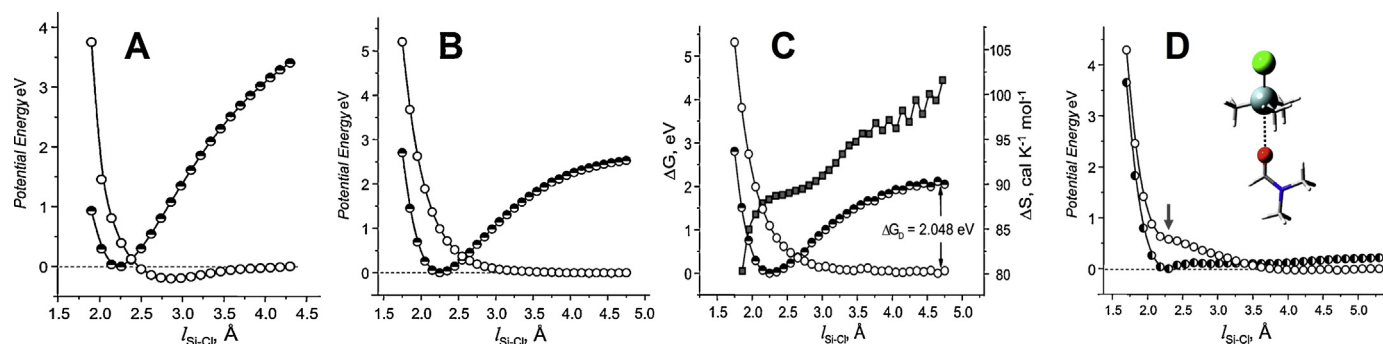 A
Potential Energy eV
4
3
2
1
0
1.5 2.0 2.5 3.0 3.5 4.0 4.5
lSi-Cl, Å
B
Potential Energy eV
5
4
3
2
1
0
1.5 2.0 2.5 3.0 3.5 4.0 4.5 5.0
lSi-Cl, Å
C
ΔG, eV
5
4
3
2
1
0
105
100
95
90
85
80
ΔS, cal K⁻¹ mol⁻¹
ΔGD = 2.048 eV
1.5 2.0 2.5 3.0 3.5 4.0 4.5 5.0
lSi-Cl, Å
D
Potential Energy eV
4
3
2
1
0
1.5 2.0 2.5 3.0 3.5 4.0 4.5 5.0
lSi-Cl, Å